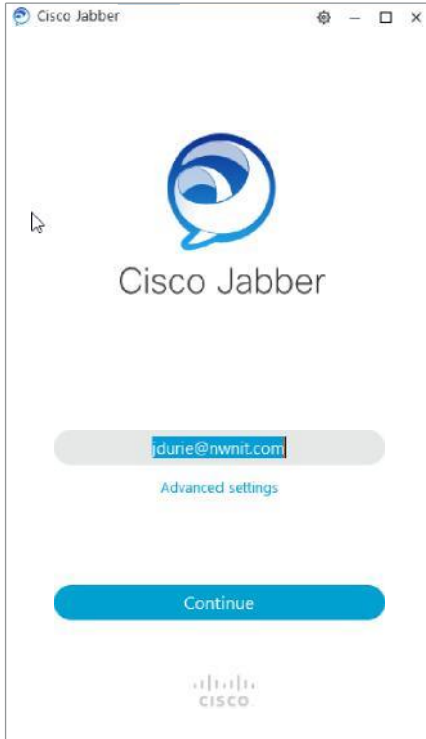 Cisco Jabber
Cisco Jabber
jdurie@nwnit.com
Advanced settings
Continue
CISCO